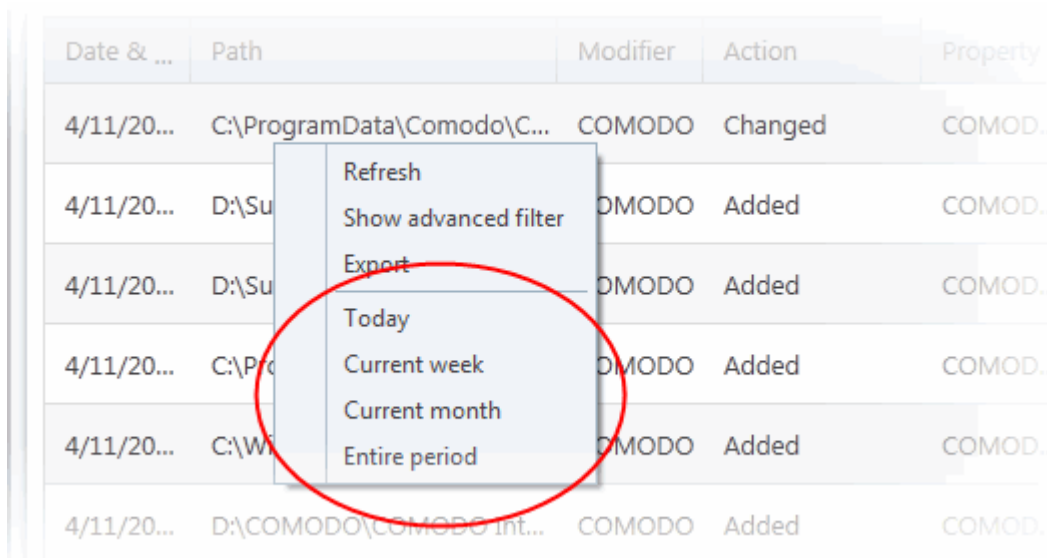 Date & ... Path Modifier Action Property
4/11/20... C:\ProgramData\Comodo\C... COMODO Changed COMOD...
Refresh
4/11/20... D:\Su OMODO Added COMOD...
Show advanced filter
Export
4/11/20... D:\Su OMODO Added COMOD...
Today
4/11/20... C:\Pro OMODO Added COMOD...
Current week
Current month
4/11/20... C:\Wi OMODO Added COMOD...
Entire period
4/11/20... D:\COMODO\COMODO Int... COMODO Added COMOD...